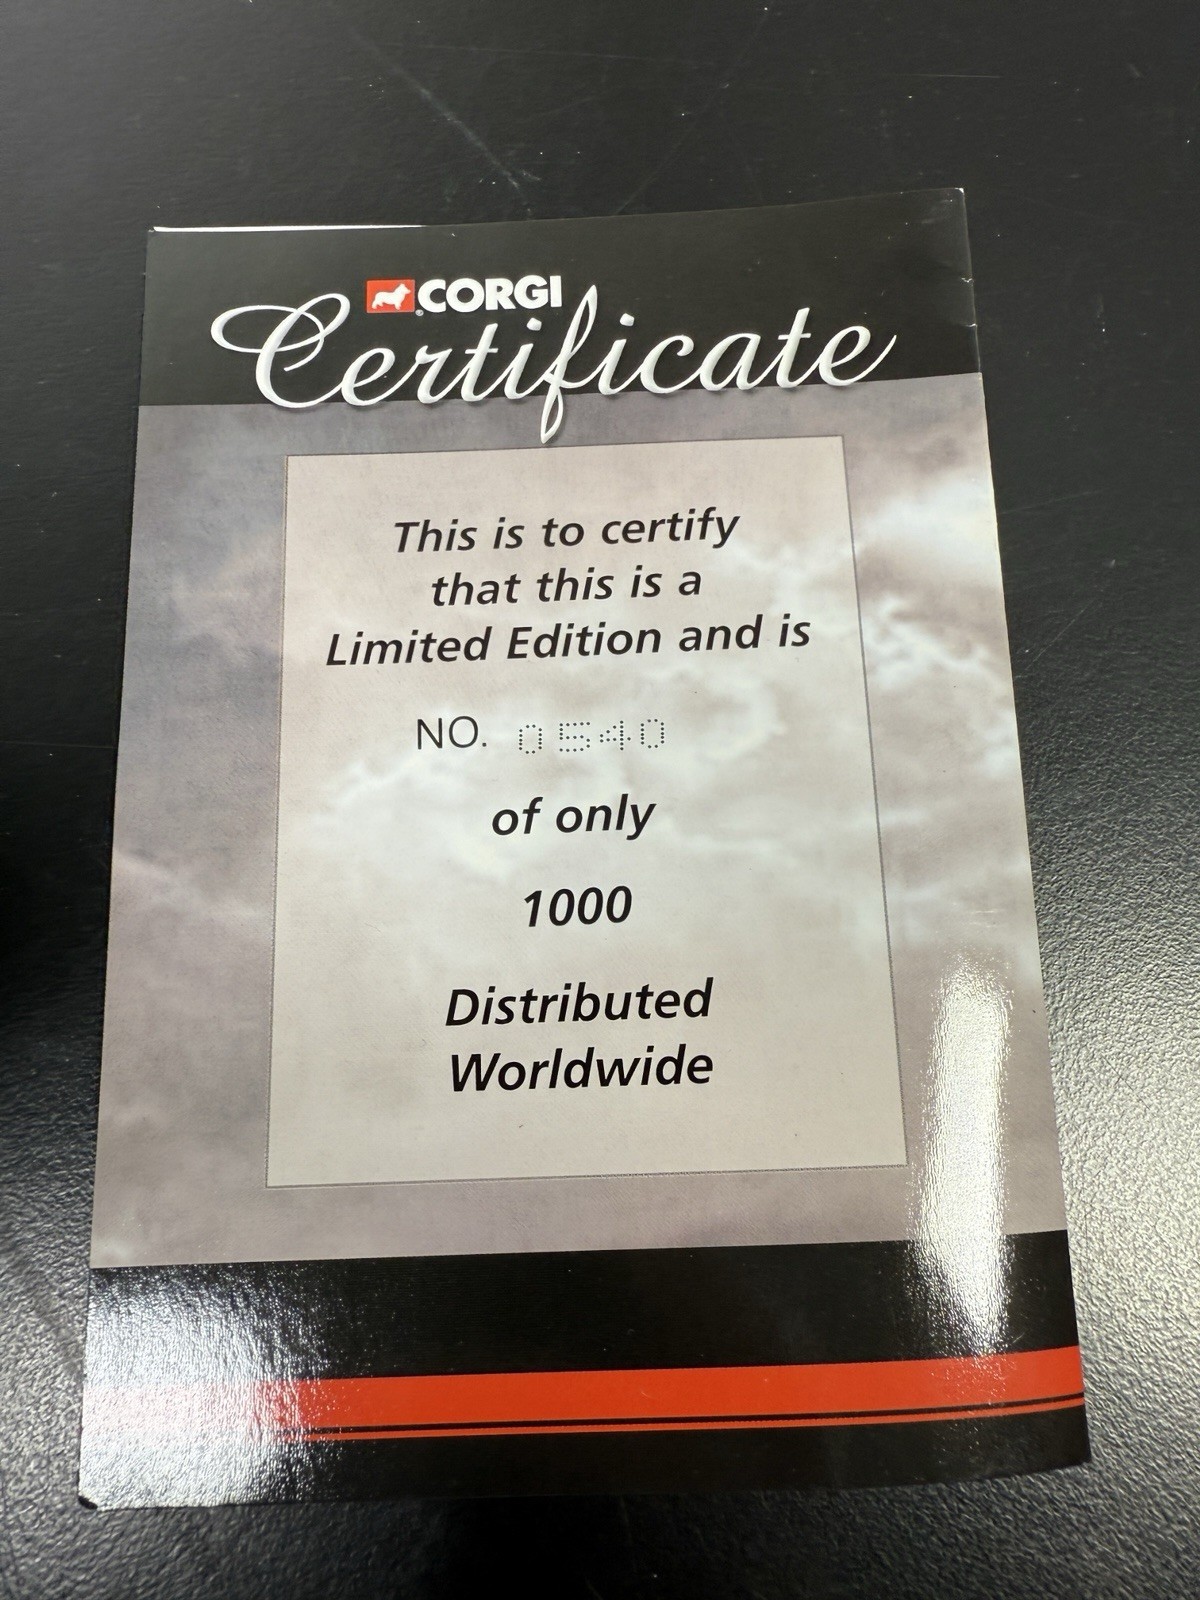 CORGI
Certificate
This is to certify
that this is a
Limited Edition and is
NO. 0540
of only
1000
Distributed
Worldwide